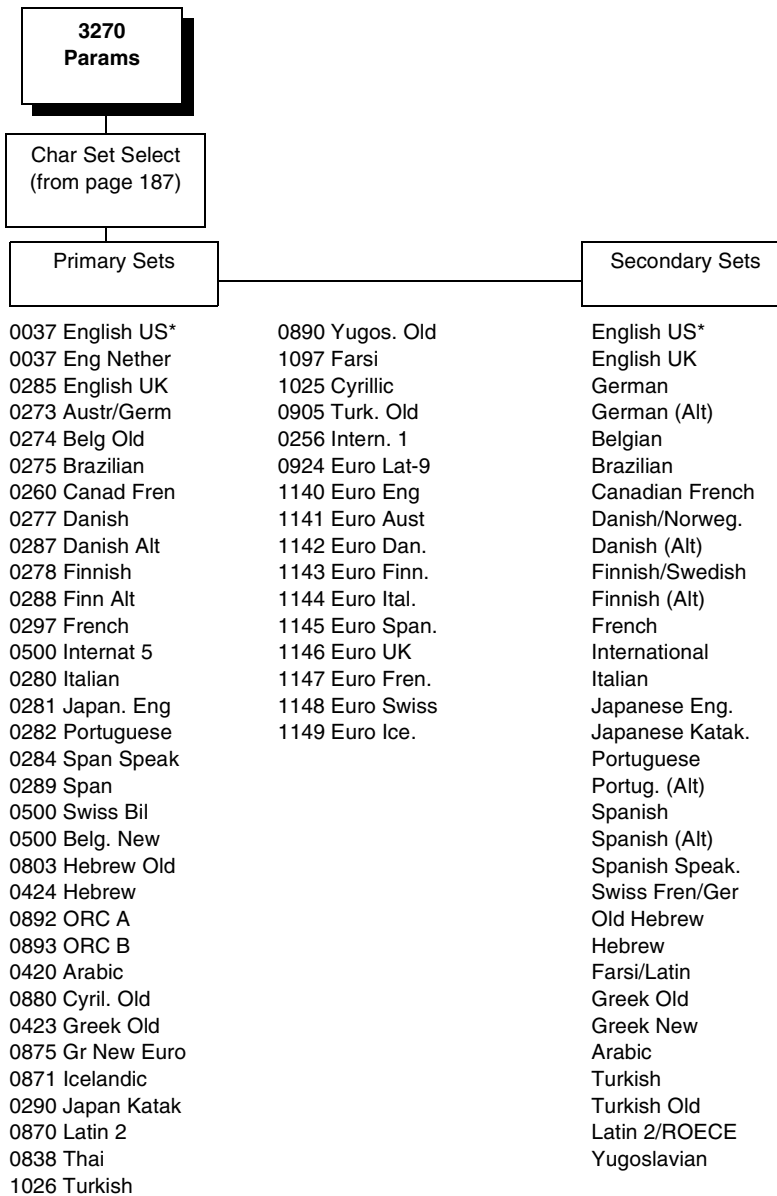 3270
Params
Char Set Select
(from page 187)
Primary Sets
Secondary Sets
0037 English US*
0037 Eng Nether
0285 English UK
0273 Austr/Germ
0274 Belg Old
0275 Brazilian
0260 Canad Fren
0277 Danish
0287 Danish Alt
0278 Finnish
0288 Finn Alt
0297 French
0500 Internat 5
0280 Italian
0281 Japan. Eng
0282 Portuguese
0284 Span Speak
0289 Span
0500 Swiss Bil
0500 Belg. New
0803 Hebrew Old
0424 Hebrew
0892 ORC A
0893 ORC B
0420 Arabic
0880 Cyril. Old
0423 Greek Old
0875 Gr New Euro
0871 Icelandic
0290 Japan Katak
0870 Latin 2
0838 Thai
1026 Turkish
0890 Yugos. Old
1097 Farsi
1025 Cyrillic
0905 Turk. Old
0256 Intern. 1
0924 Euro Lat-9
1140 Euro Eng
1141 Euro Aust
1142 Euro Dan.
1143 Euro Finn.
1144 Euro Ital.
1145 Euro Span.
1146 Euro UK
1147 Euro Fren.
1148 Euro Swiss
1149 Euro Ice.
English US*
English UK
German
German (Alt)
Belgian
Brazilian
Canadian French
Danish/Norweg.
Danish (Alt)
Finnish/Swedish
Finnish (Alt)
French
International
Italian
Japanese Eng.
Japanese Katak.
Portuguese
Portug. (Alt)
Spanish
Spanish (Alt)
Spanish Speak.
Swiss Fren/Ger
Old Hebrew
Hebrew
Farsi/Latin
Greek Old
Greek New
Arabic
Turkish
Turkish Old
Latin 2/ROECE
Yugoslavian